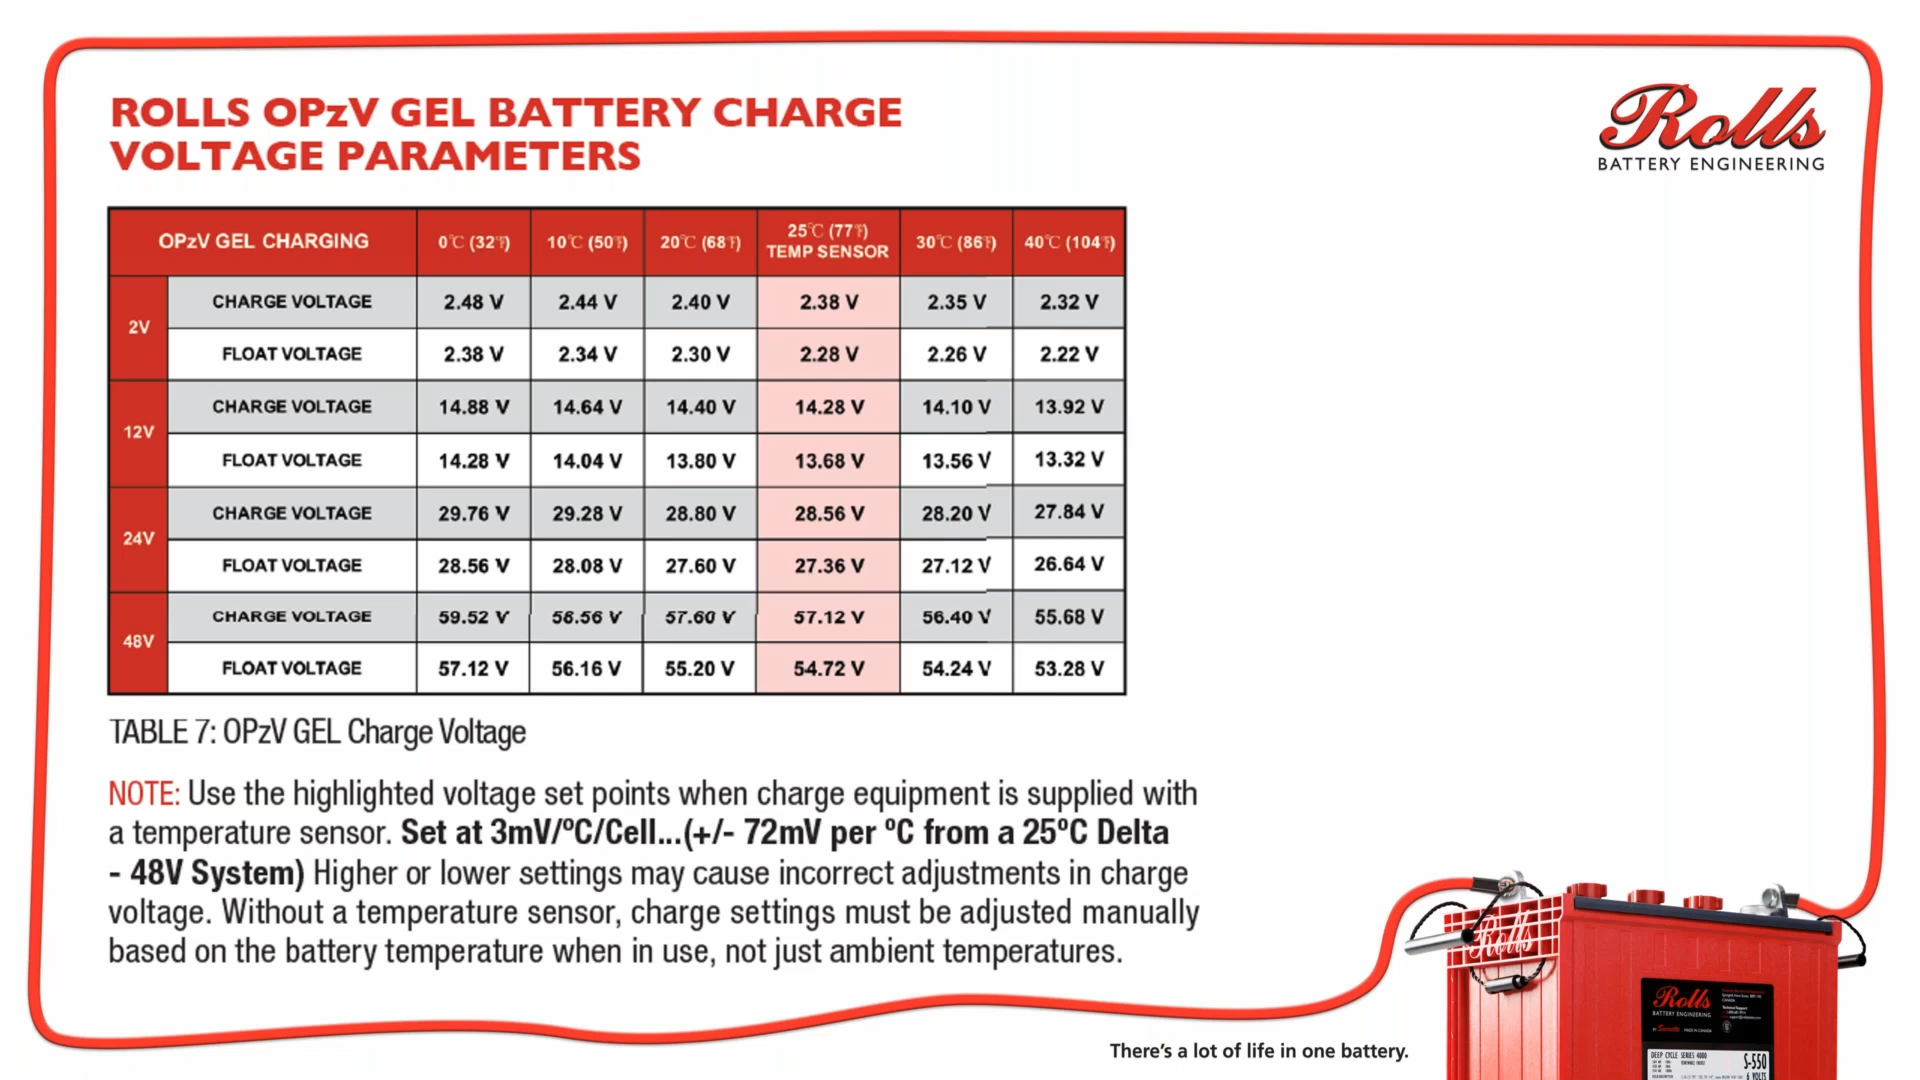 ROLLS OPzV GEL BATTERY CHARGE
VOLTAGE PARAMETERS
Rolls
BATTERY ENGINEERING
OPzV GEL CHARGING 0℃ (32℉) 10℃ (50℉) 20℃ (68℉) 25℃ (77℉) TEMP SENSOR 30℃ (86℉) 40℃ (104℉)
2V CHARGE VOLTAGE 2.48 V 2.44 V 2.40 V 2.38 V 2.35 V 2.32 V
FLOAT VOLTAGE 2.38 V 2.34 V 2.30 V 2.28 V 2.26 V 2.22 V
12V CHARGE VOLTAGE 14.88 V 14.64 V 14.40 V 14.28 V 14.10 V 13.92 V
FLOAT VOLTAGE 14.28 V 14.04 V 13.80 V 13.68 V 13.56 V 13.32 V
24V CHARGE VOLTAGE 29.76 V 29.28 V 28.80 V 28.56 V 28.20 V 27.84 V
FLOAT VOLTAGE 28.56 V 28.08 V 27.60 V 27.36 V 27.12 V 26.64 V
48V CHARGE VOLTAGE 59.52 V 58.56 V 57.60 V 57.12 V 56.40 V 55.68 V
FLOAT VOLTAGE 57.12 V 56.16 V 55.20 V 54.72 V 54.24 V 53.28 V
TABLE 7: OPzV GEL Charge Voltage
NOTE: Use the highlighted voltage set points when charge equipment is supplied with
a temperature sensor. Set at 3mV/ºC/Cell...(+/- 72mV per ºC from a 25ºC Delta
- 48V System) Higher or lower settings may cause incorrect adjustments in charge
voltage. Without a temperature sensor, charge settings must be adjusted manually
based on the battery temperature when in use, not just ambient temperatures.
Rolls
Rolls
BATTERY ENGINEERING
DEEP CYCLE SERIES 4000
S-550
6 VOLTS
There's a lot of life in one battery.